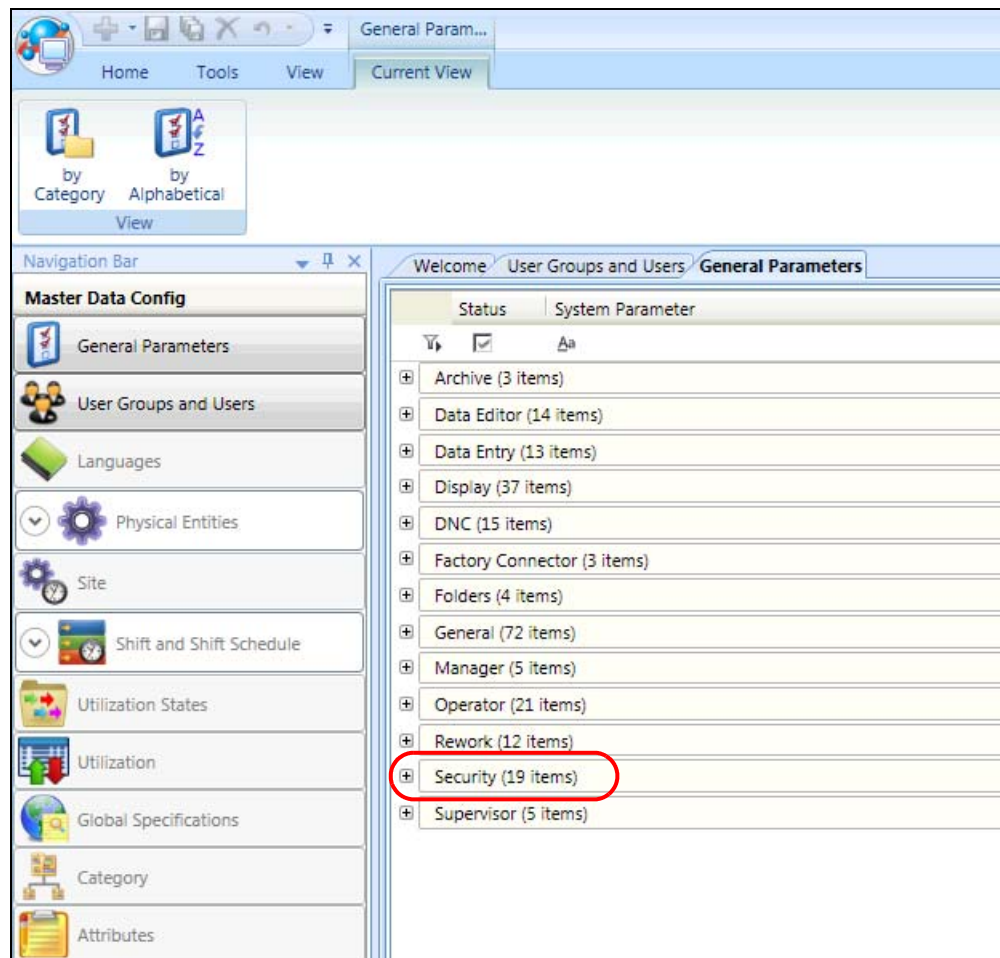 General Param...
Home Tools View Current View
A
Z
by Category
by Alphabetical
View
Navigation Bar
Master Data Config
General Parameters
User Groups and Users
Languages
Physical Entities
Site
Shift and Shift Schedule
Utilization States
Utilization
Global Specifications
Category
Attributes
Welcome User Groups and Users General Parameters
Status System Parameter
Aa
Archive (3 items)
Data Editor (14 items)
Data Entry (13 items)
Display (37 items)
DNC (15 items)
Factory Connector (3 items)
Folders (4 items)
General (72 items)
Manager (5 items)
Operator (21 items)
Rework (12 items)
Security (19 items)
Supervisor (5 items)